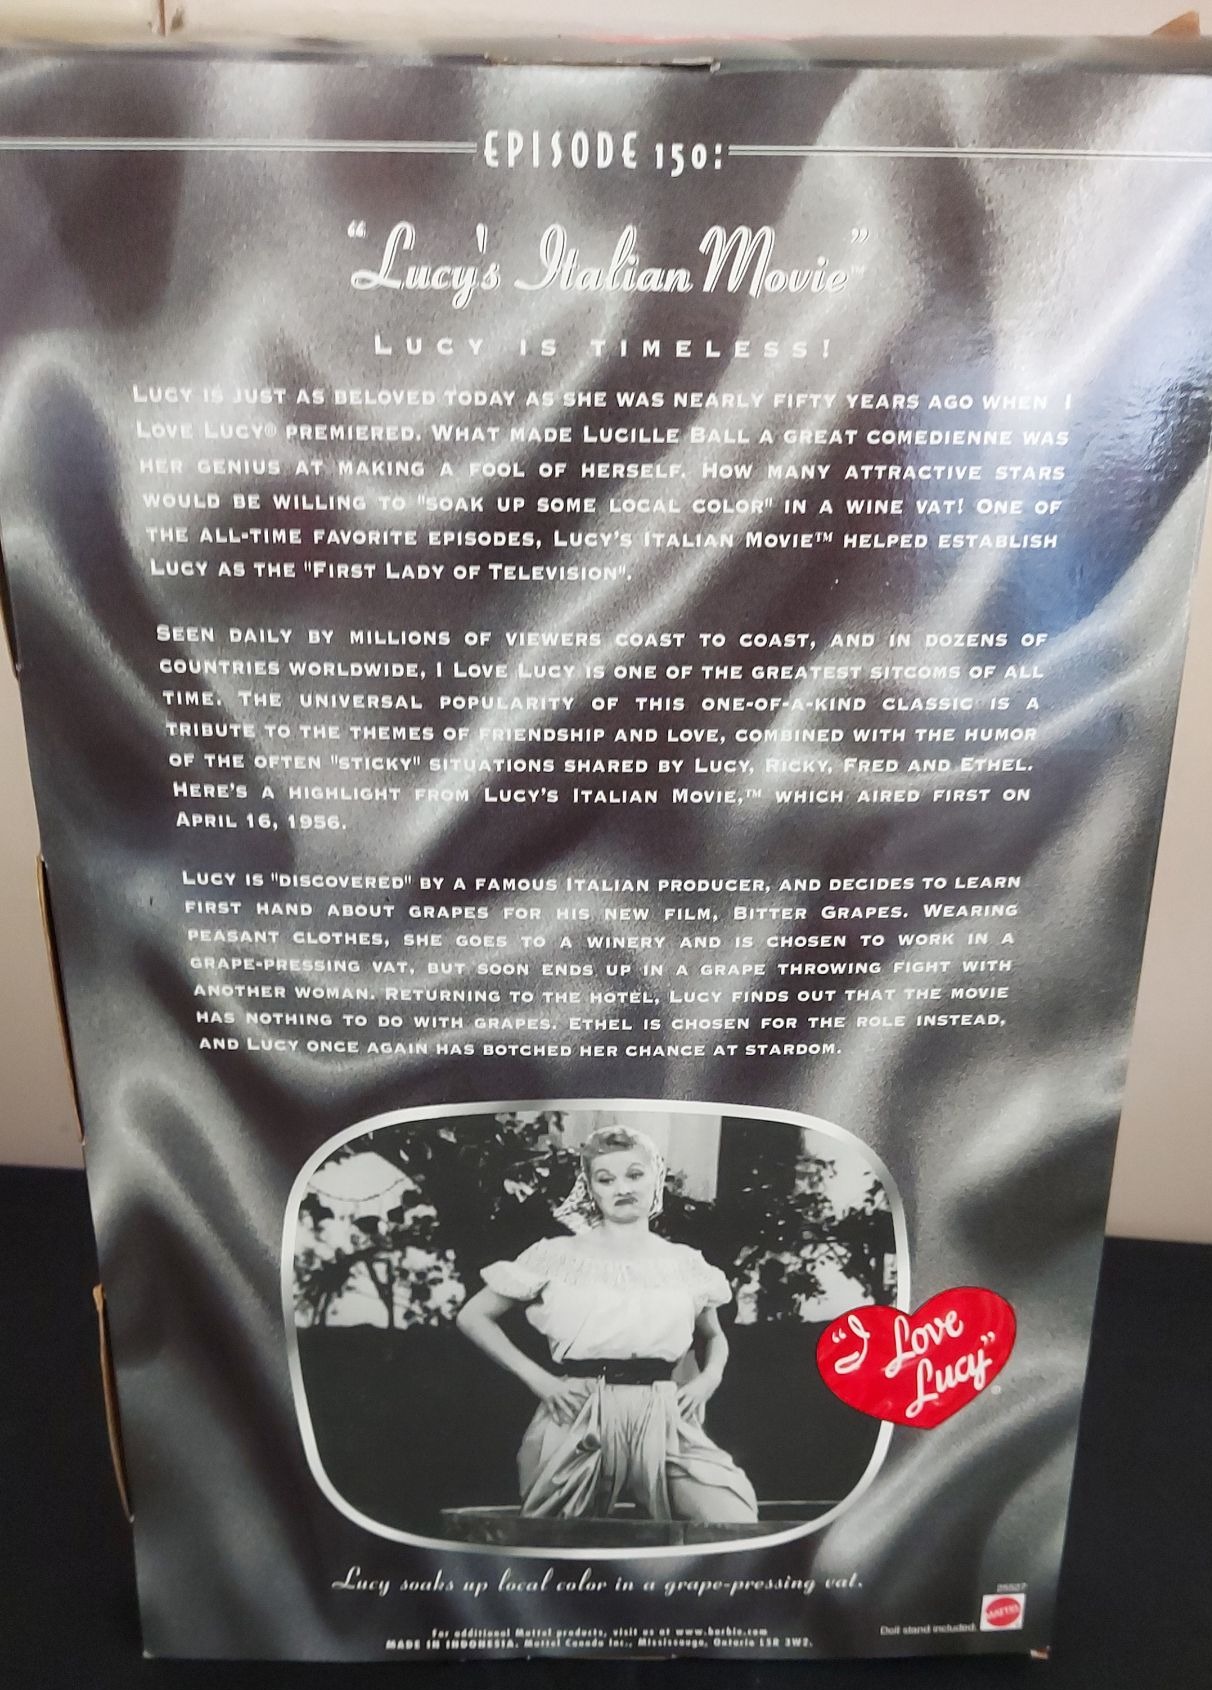 EPISODE 150:
"Lucy's Italian Movie"™
LUCY IS TIMELESS!
LUCY IS JUST AS BELOVED TODAY AS SHE WAS NEARLY FIFTY YEARS AGO WHEN I
LOVE LUCY® PREMIERED. WHAT MADE LUCILLE BALL A GREAT COMEDIENNE WAS
HER GENIUS AT MAKING A FOOL OF HERSELF. HOW MANY ATTRACTIVE STARS
WOULD BE WILLING TO "SOAK UP SOME LOCAL COLOR" IN A WINE VAT! ONE OF
THE ALL-TIME FAVORITE EPISODES, LUCY'S ITALIAN MOVIE™ HELPED ESTABLISH
LUCY AS THE "FIRST LADY OF TELEVISION".
SEEN DAILY BY MILLIONS OF VIEWERS COAST TO COAST, AND IN DOZENS OF
COUNTRIES WORLDWIDE, I LOVE LUCY IS ONE OF THE GREATEST SITCOMS OF ALL
TIME. THE UNIVERSAL POPULARITY OF THIS ONE-OF-A-KIND CLASSIC IS A
TRIBUTE TO THE THEMES OF FRIENDSHIP AND LOVE, COMBINED WITH THE HUMOR
OF THE OFTEN "STICKY" SITUATIONS SHARED BY LUCY, RICKY, FRED AND ETHEL.
HERE'S A HIGHLIGHT FROM LUCY'S ITALIAN MOVIE,™ WHICH AIRED FIRST ON
APRIL 16, 1956.
LUCY IS "DISCOVERED" BY A FAMOUS ITALIAN PRODUCER, AND DECIDES TO LEARN
FIRST HAND ABOUT GRAPES FOR HIS NEW FILM, BITTER GRAPES. WEARING
PEASANT CLOTHES, SHE GOES TO A WINERY AND IS CHOSEN TO WORK IN A
GRAPE-PRESSING VAT, BUT SOON ENDS UP IN A GRAPE THROWING FIGHT WITH
ANOTHER WOMAN. RETURNING TO THE HOTEL, LUCY FINDS OUT THAT THE MOVIE
HAS NOTHING TO DO WITH GRAPES. ETHEL IS CHOSEN FOR THE ROLE INSTEAD,
AND LUCY ONCE AGAIN HAS BOTCHED HER CHANCE AT STARDOM.
"I Love
Lucy"®
Lucy soaks up local color in a grape-pressing vat.
25527
MATTEL
Doll stand included.
For additional Mattel products, visit us at www.barbie.com
MADE IN INDONESIA. Mattel Canada Inc., Mississauga, Ontario L5R 3W2.